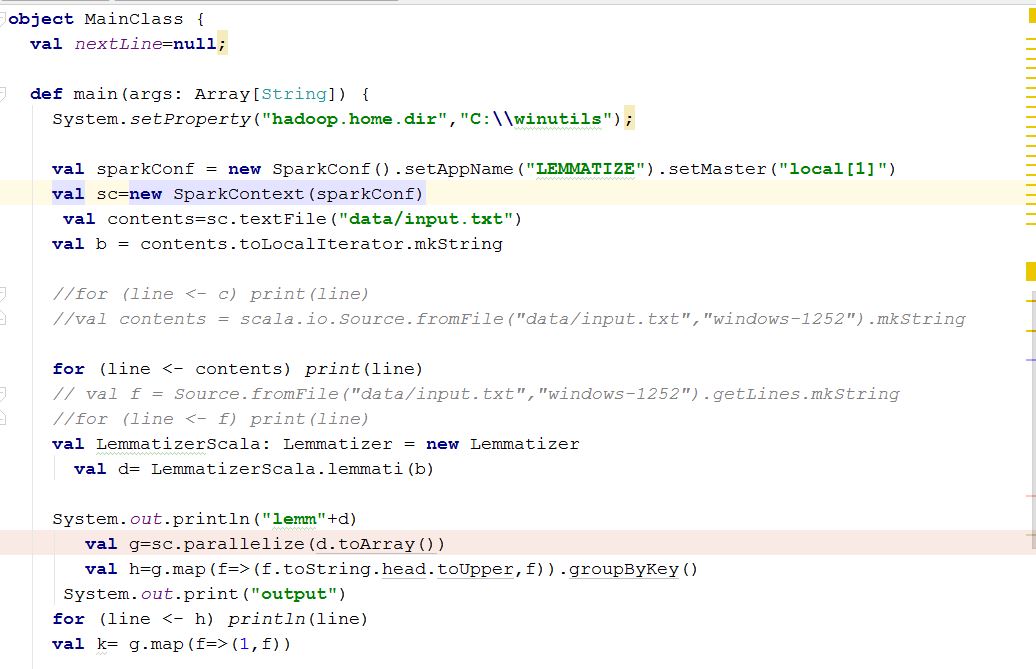 object MainClass {
val nextLine=null;
def main(args: Array[String]) {
System.setProperty("hadoop.home.dir","C:\\winutils");
val sparkConf = new SparkConf().setAppName("LEMMATIZE").setMaster("local[1]")
val sc=new SparkContext(sparkConf)
val contents=sc.textFile("data/input.txt")
val b = contents.toLocalIterator.mkString
//for (line <- c) print(line)
//val contents = scala.io.Source.fromFile("data/input.txt","windows-1252").mkString
for (line <- contents) print(line)
// val f = Source.fromFile("data/input.txt","windows-1252").getLines.mkString
//for (line <- f) print(line)
val LemmatizerScala: Lemmatizer = new Lemmatizer
val d= LemmatizerScala.lemmati(b)
System.out.println("lemm"+d)
val g=sc.parallelize(d.toArray())
val h=g.map(f=>(f.toString.head.toUpper,f)).groupByKey()
System.out.print("output")
for (line <- h) println(line)
val k= g.map(f=>(1,f))